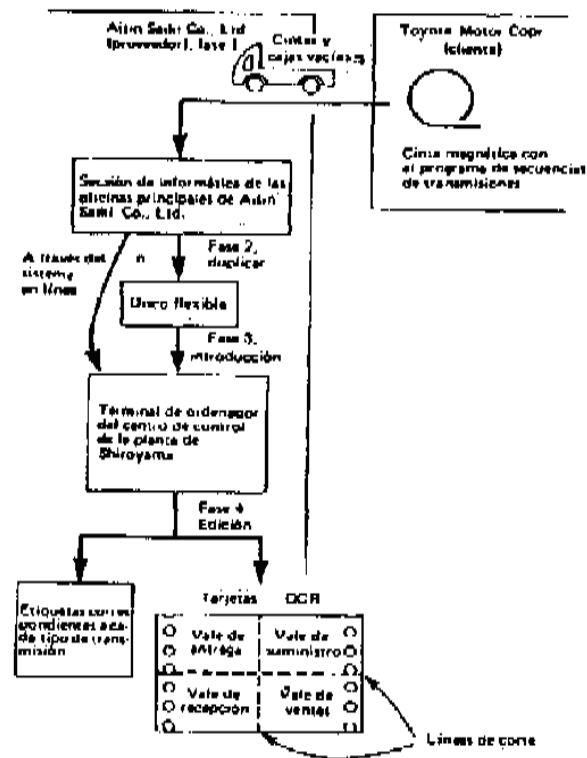 Aisin Seiki Co., Ltd
(proveedor), fase 1
Cintas y
cajas vacías
Toyota Motor Copr
(cliente)
Cinta magnética con
el programa de secuencias
de transmisiones
Sección de informática de las
oficinas principales de Aisin
Seiki Co., Ltd.
A través del
sistema
en línea
Fase 2,
duplicar
flexible
Fase 3,
introducción
Terminal de ordenador
del centro de control
de la planta de
Shiroyama
Fase 4
Edición
Etiquetas corres
pondientes a ca-
da tipo de trans-
misión
Tarjetas OCR
Vale de
entrega
Vale de
suministro
Vale de
recepción
Vale de
ventas
Líneas de corte